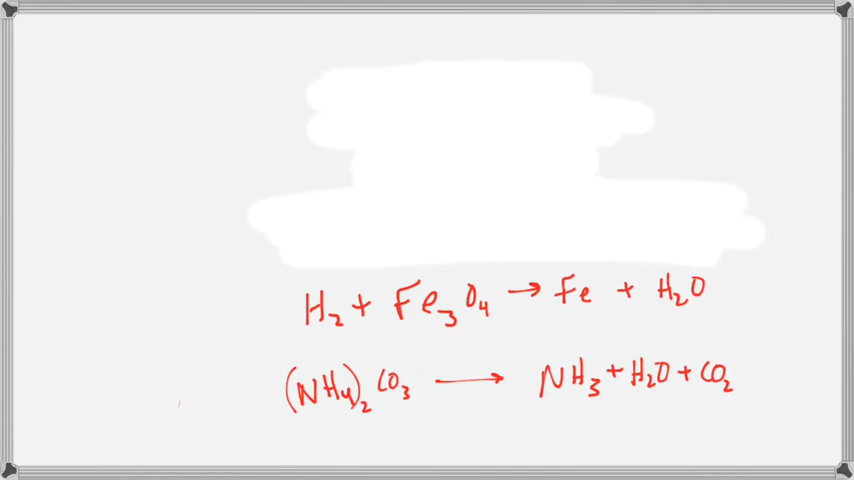 H₂ + Fe₃O₄ → Fe + H₂O
(NH₄)₂CO₃ → NH₃ + H₂O + CO₂